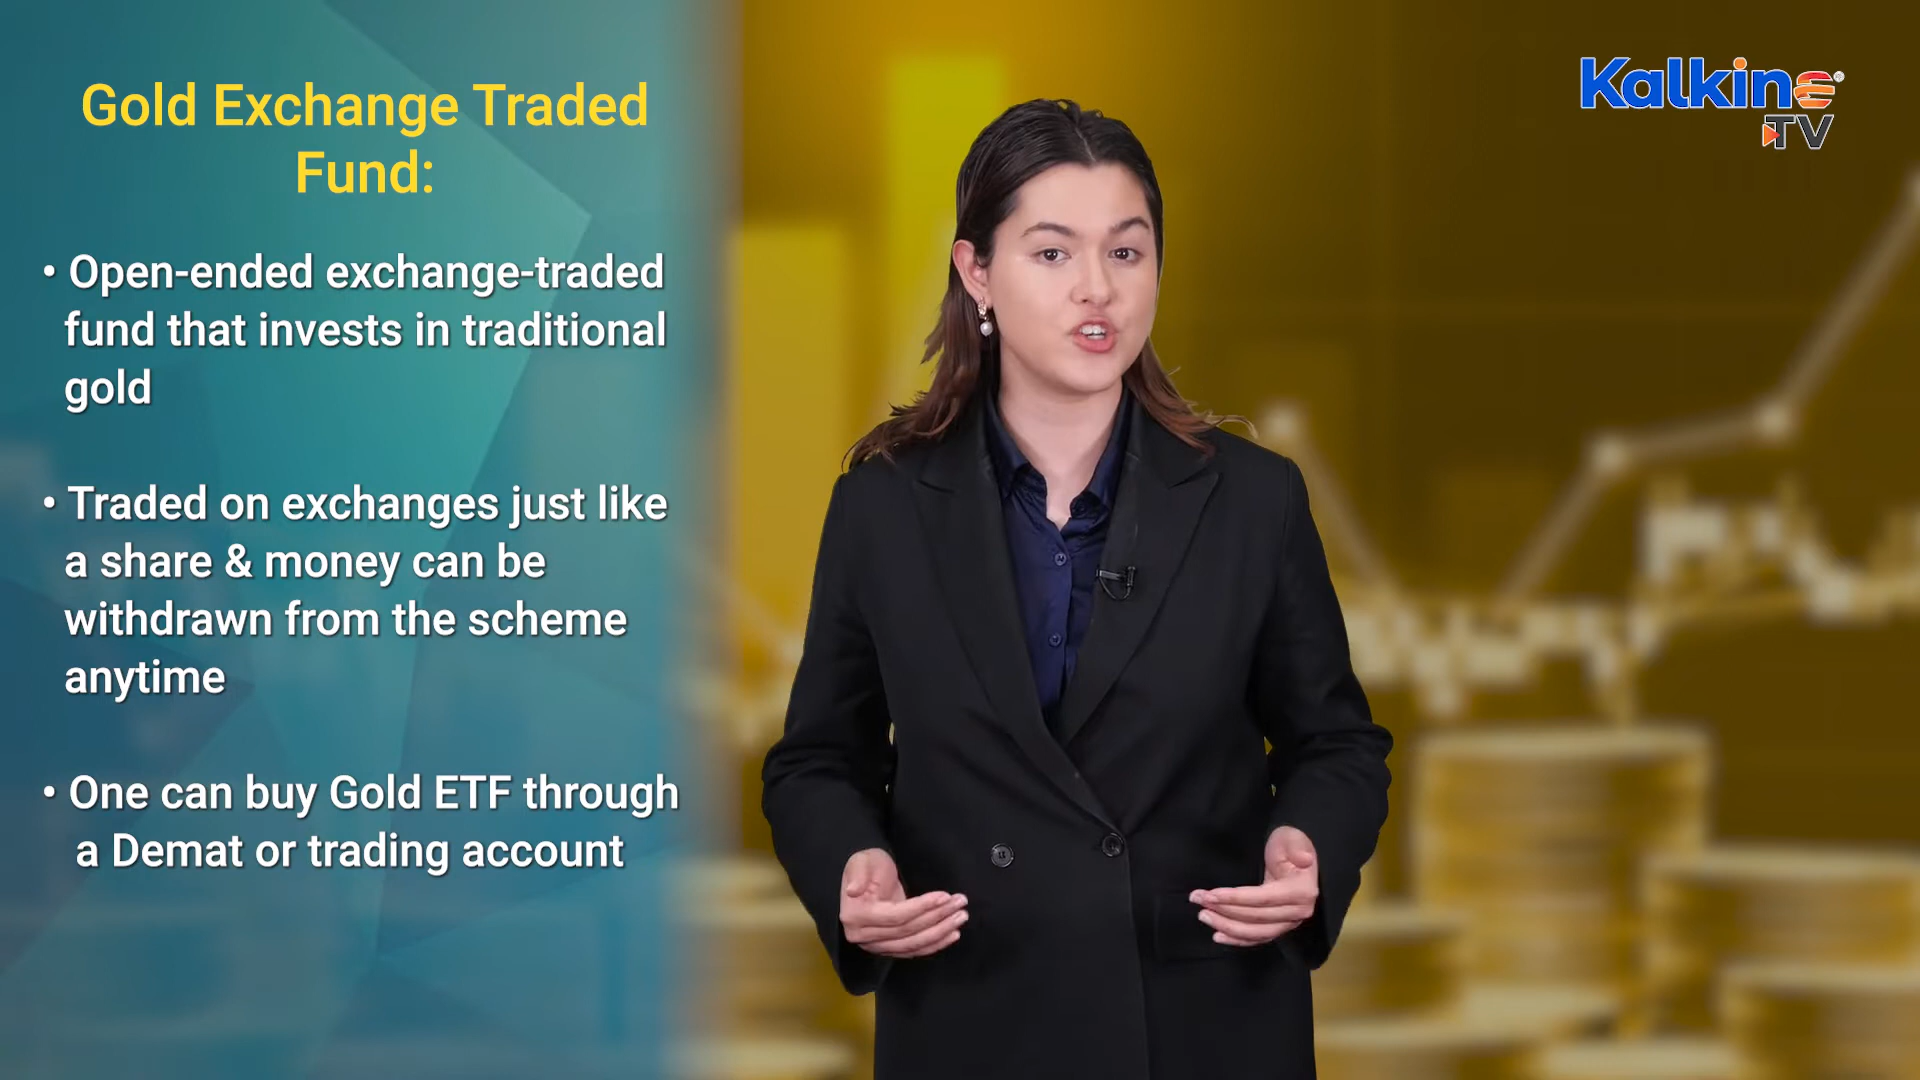 Gold Exchange Traded
Fund:
• Open-ended exchange-traded
fund that invests in traditional
gold
• Traded on exchanges just like
a share & money can be
withdrawn from the scheme
anytime
• One can buy Gold ETF through
a Demat or trading account
Kalkine®
TV